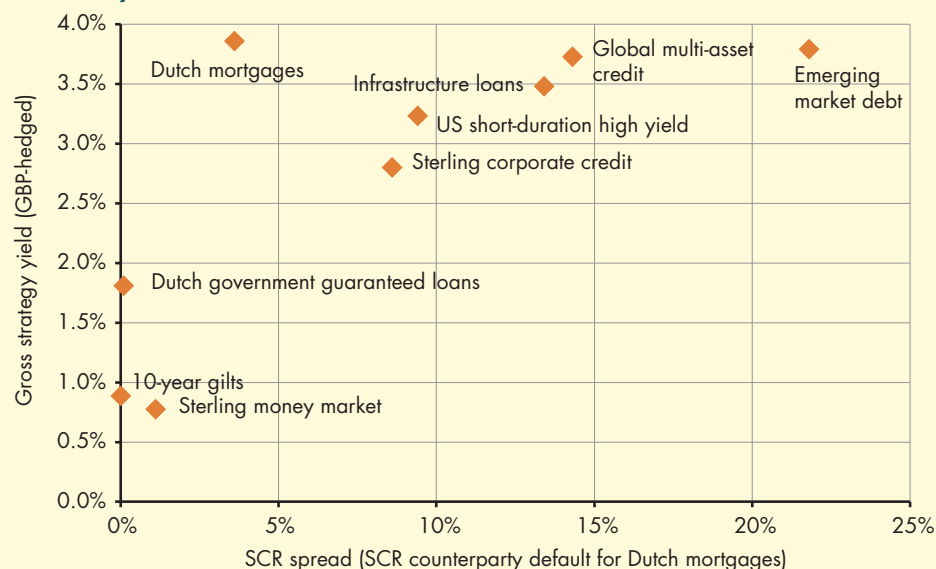 4.0%
3.5%
3.0%
2.5%
2.0%
1.5%
1.0%
0.5%
0.0%
Gross strategy yield (GBP-hedged)
Dutch mortgages
Infrastructure loans
Global multi-asset
credit
Emerging
market debt
US short-duration high yield
Sterling corporate credit
Dutch government guaranteed loans
10-year gilts
Sterling money market
0%
5%
10%
15%
20%
25%
SCR spread (SCR counterparty default for Dutch mortgages)